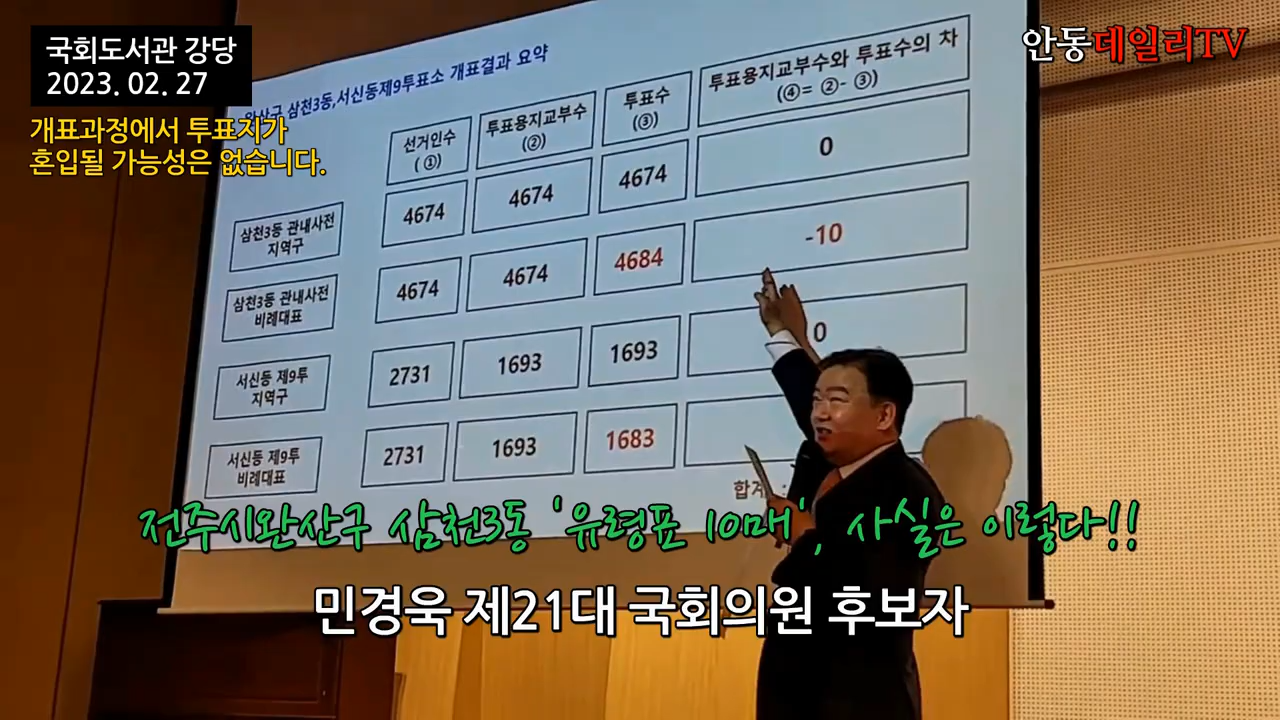 국회도서관 강당
2023. 02. 27
안동데일리TV
개표과정에서 투표지가
혼입될 가능성은 없습니다.
완산구 삼천3동,서신동제9투표소 개표결과 요약
선거인수
(①)
투표용지교부수
(②)
투표수
(③)
투표용지교부수와 투표수의 차
(④= ②- ③)
삼천3동 관내사전
지역구
4674
4674
4674
0
삼천3동 관내사전
비례대표
4674
4674
4684
-10
서신동 제9투
지역구
2731
1693
1693
0
서신동 제9투
비례대표
2731
1693
1683
합계 :
전주시완산구 삼천3동 '유령표 10매', 사실은 이렇다!!
민경욱 제21대 국회의원 후보자